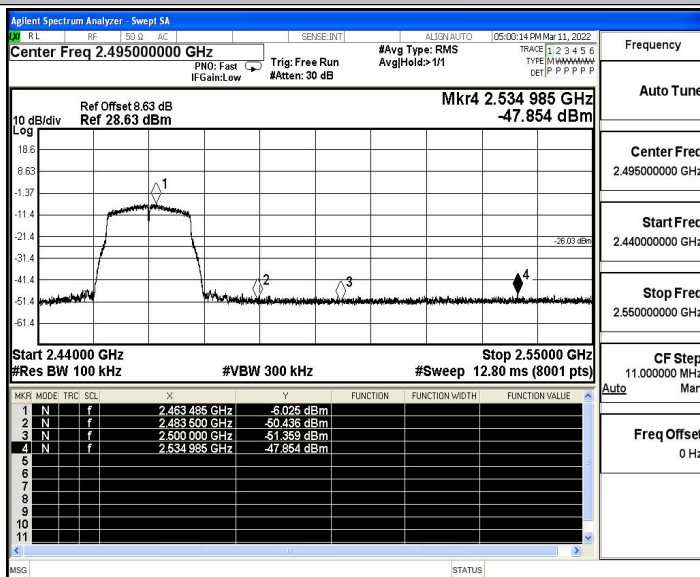 Agilent Spectrum Analyzer - Swept SA
LXI RL RF 50 Ω AC SENSE:INT ALIGN AUTO 05:00:14 PM Mar 11, 2022
Center Freq 2.495000000 GHz
PNO: Fast
IFGain:Low
Trig: Free Run
#Atten: 30 dB
#Avg Type: RMS
Avg|Hold:>1/1
TRACE 1 2 3 4 5 6
TYPE M WWWWW
DET P P P P P P
Ref Offset 8.63 dB
10 dB/div Ref 28.63 dBm
Log
Mkr4 2.534 985 GHz
-47.854 dBm
18.6
8.63
-1.37
-11.4
-21.4
-31.4
-41.4
-51.4
-61.4
1
2
3
4
-26.03 dBm
Start 2.44000 GHz Stop 2.55000 GHz
#Res BW 100 kHz #VBW 300 kHz #Sweep 12.80 ms (8001 pts)
MKR MODE TRC SCL X Y FUNCTION FUNCTION WIDTH FUNCTION VALUE
1 N f 2.463 485 GHz -6.025 dBm
2 N f 2.483 500 GHz -50.436 dBm
3 N f 2.500 000 GHz -51.359 dBm
4 N f 2.534 985 GHz -47.854 dBm
5
6
7
8
9
10
11
MSG STATUS
Frequency
Auto Tune
Center Freq
2.495000000 GHz
Start Freq
2.440000000 GHz
Stop Freq
2.550000000 GHz
CF Step
11.000000 MHz
Auto Man
Freq Offset
0 Hz